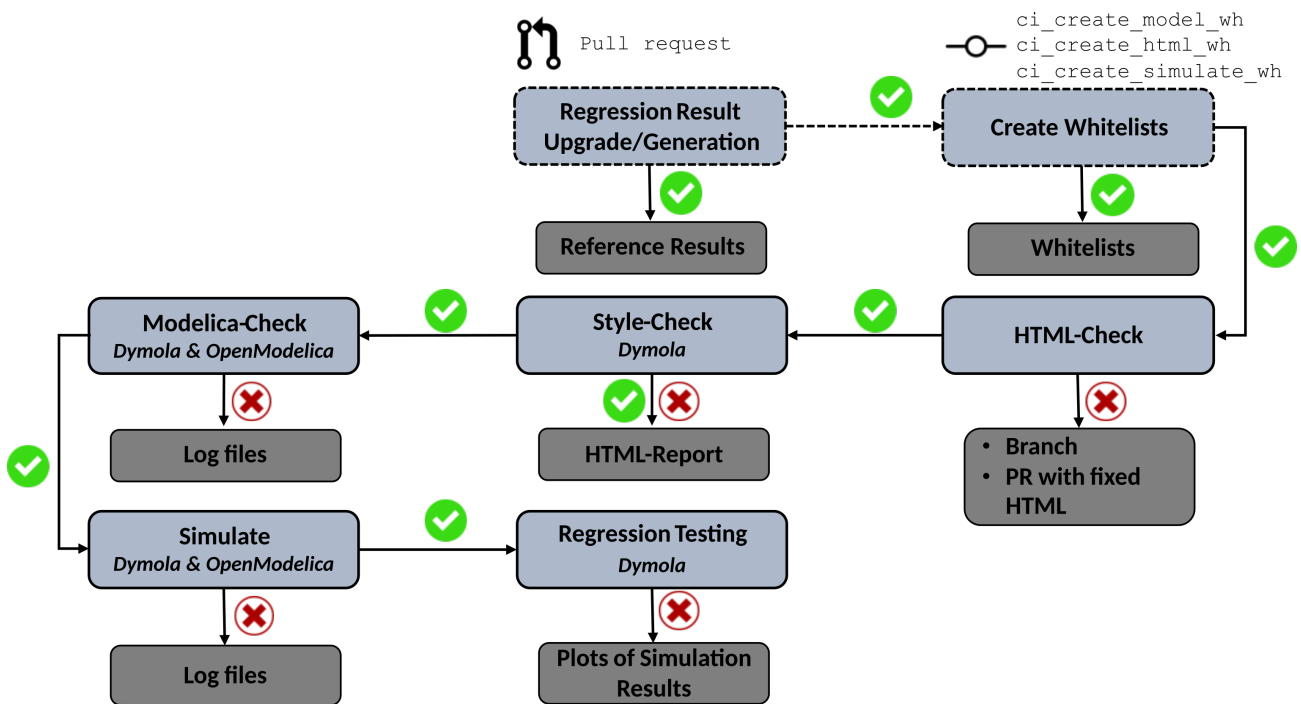 Pull request
ci_create_model_wh
ci_create_html_wh
ci_create_simulate_wh
Regression Result
Upgrade/Generation
Create Whitelists
Reference Results
Whitelists
Modelica-Check
Dymola & OpenModelica
Style-Check
Dymola
HTML-Check
Log files
HTML-Report
• Branch
• PR with fixed
HTML
Simulate
Dymola & OpenModelica
Regression Testing
Dymola
Log files
Plots of Simulation
Results